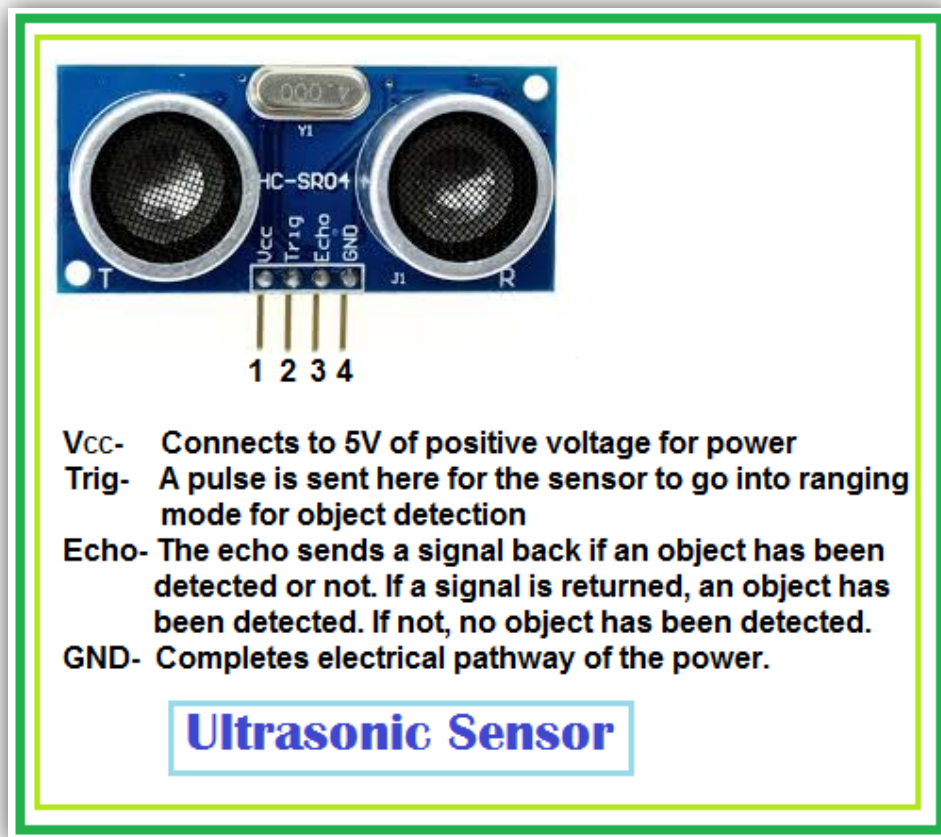 4.000
Y1
HC-SR04
Vcc
Trig
Echo
GND
T
J1
R
1 2 3 4
Vcc- Connects to 5V of positive voltage for power
Trig- A pulse is sent here for the sensor to go into ranging
mode for object detection
Echo- The echo sends a signal back if an object has been
detected or not. If a signal is returned, an object has
been detected. If not, no object has been detected.
GND- Completes electrical pathway of the power.
Ultrasonic Sensor